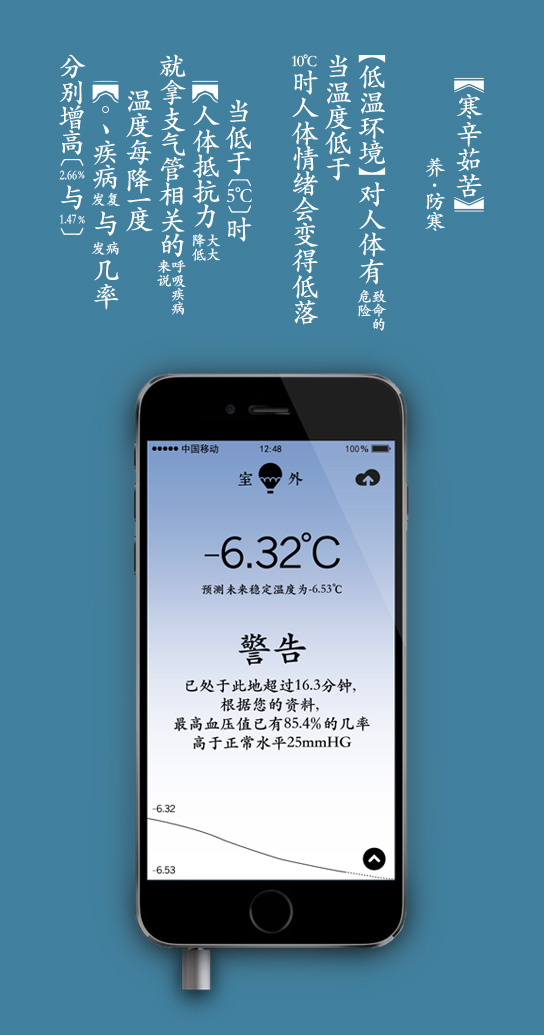 【寒辛茹苦】
养·防寒
【低温环境】对人体有致命的危险
当温度低于
10℃时人体情绪会变得低落
当低于〔5℃〕时
【人体抵抗力大大降低
就拿支气管相关的呼吸疾病来说
温度每降一度
【。、疾病复发与病发几率
分别增高〔2.66%与1.47%〕
中国移动 12:48 100%
室 外
-6.32℃
预测未来稳定温度为-6.53℃
警告
已处于此地超过16.3分钟,
根据您的资料,
最高血压值已有85.4%的几率
高于正常水平25mmHG
-6.32
-6.53